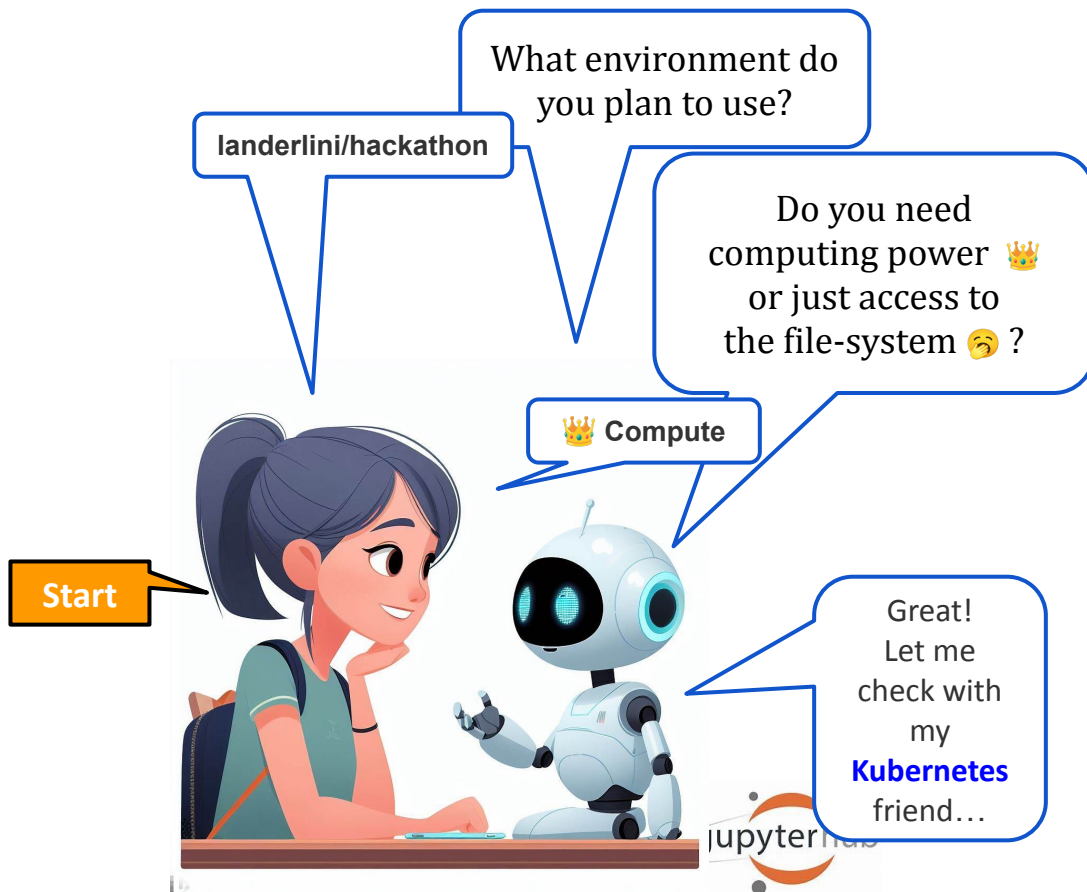 What environment do
you plan to use?
landerlini/hackathon
Do you need
computing power 👑
or just access to
the file-system 🥱 ?
👑 Compute
Start
Great!
Let me
check with
my
Kubernetes
friend…
jupyterhub